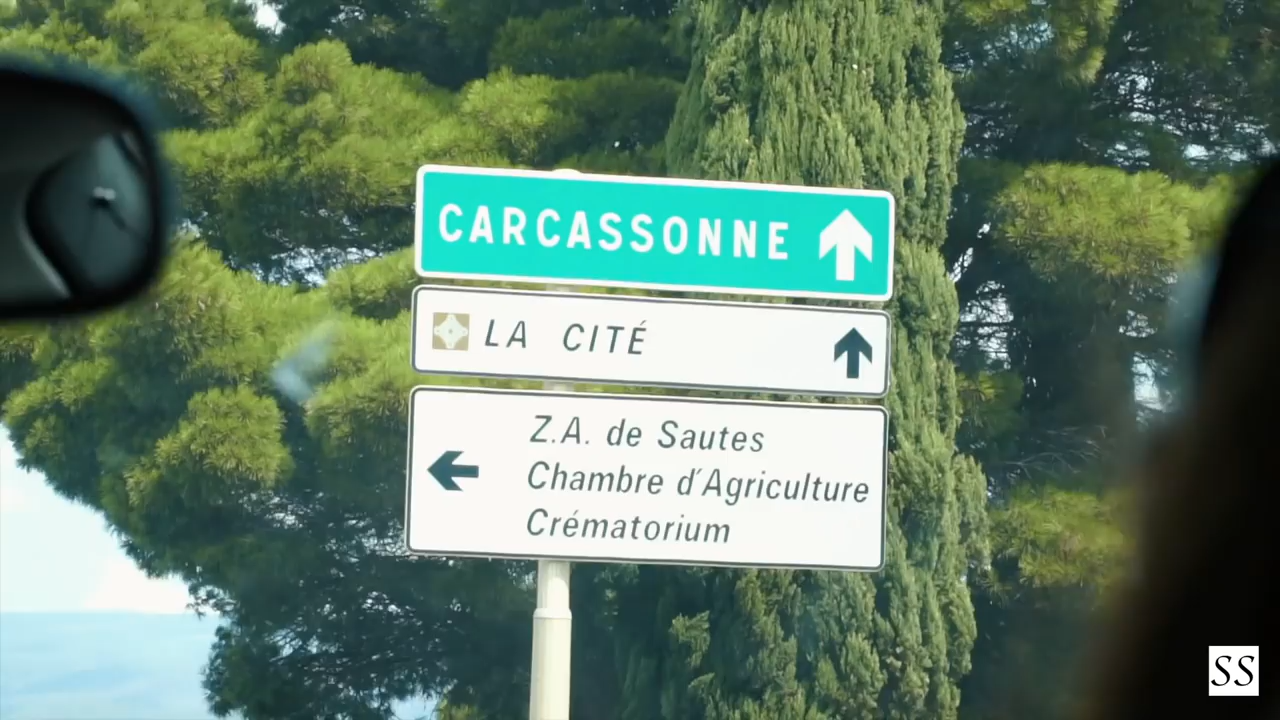 CARCASSONNE
LA CITÉ
Z.A. de Sautes
Chambre d'Agriculture
Crématorium
SS